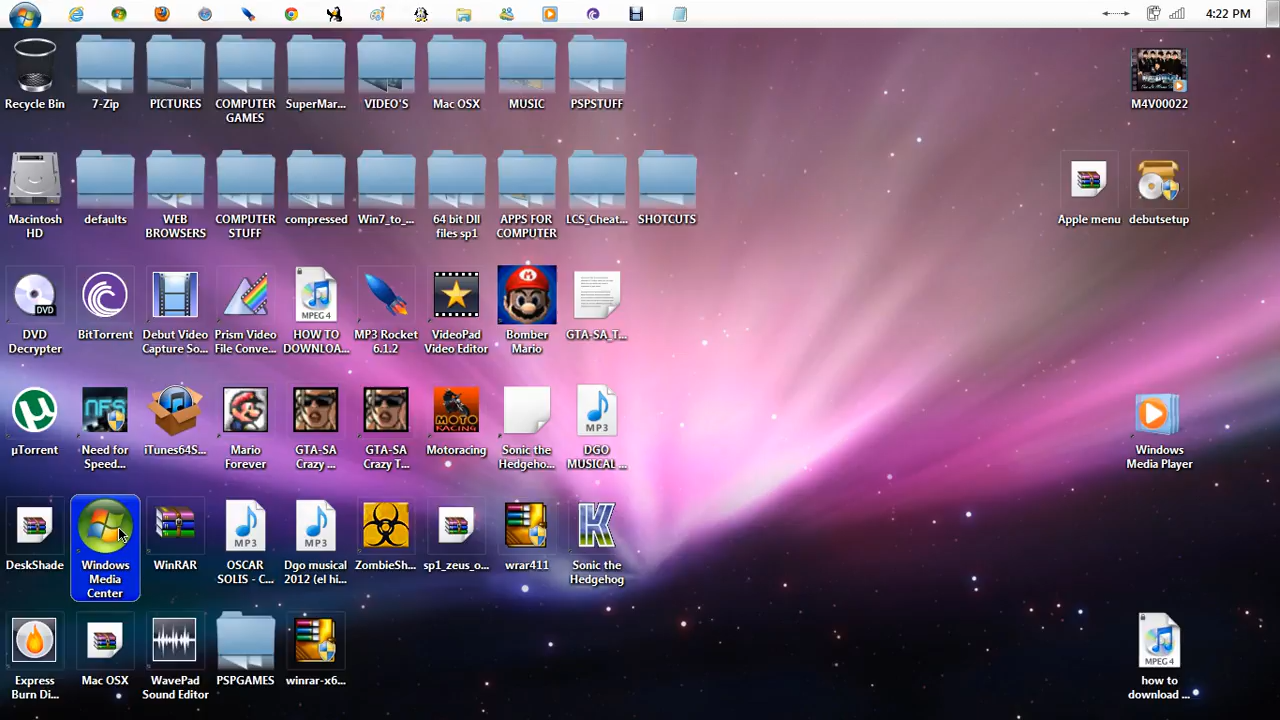 4:22 PM
Recycle Bin
7-Zip
PICTURES
COMPUTER
GAMES
SuperMar...
VIDEO'S
Mac OSX
MUSIC
PSPSTUFF
M4V00022
Macintosh
HD
defaults
WEB
BROWSERS
COMPUTER
STUFF
compressed
Win7_to_...
64 bit Dll
files sp1
APPS FOR
COMPUTER
LCS_Cheat...
SHOTCUTS
Apple menu
debutsetup
DVD
DVD
Decrypter
BitTorrent
Debut Video
Capture So...
Prism Video
File Conve...
MPEG 4
HOW TO
DOWNLOA...
MP3 Rocket
6.1.2
VideoPad
Video Editor
Bomber
Mario
GTA-SA_T...
µTorrent
NFS
Need for
Speed...
iTunes64S...
Mario
Forever
GTA-SA
Crazy ...
GTA-SA
Crazy T...
MOTO
RACING
Motoracing
Sonic the
Hedgeho...
MP3
DGO
MUSICAL ...
Windows
Media Player
DeskShade
Windows
Media
Center
WinRAR
MP3
OSCAR
SOLIS - C...
MP3
Dgo musical
2012 (el hi...
ZombieSh...
sp1_zeus_o...
wrar411
K
Sonic the
Hedgehog
Express
Burn Di...
Mac OSX
WavePad
Sound Editor
PSPGAMES
winrar-x6...
MPEG 4
how to
download ...